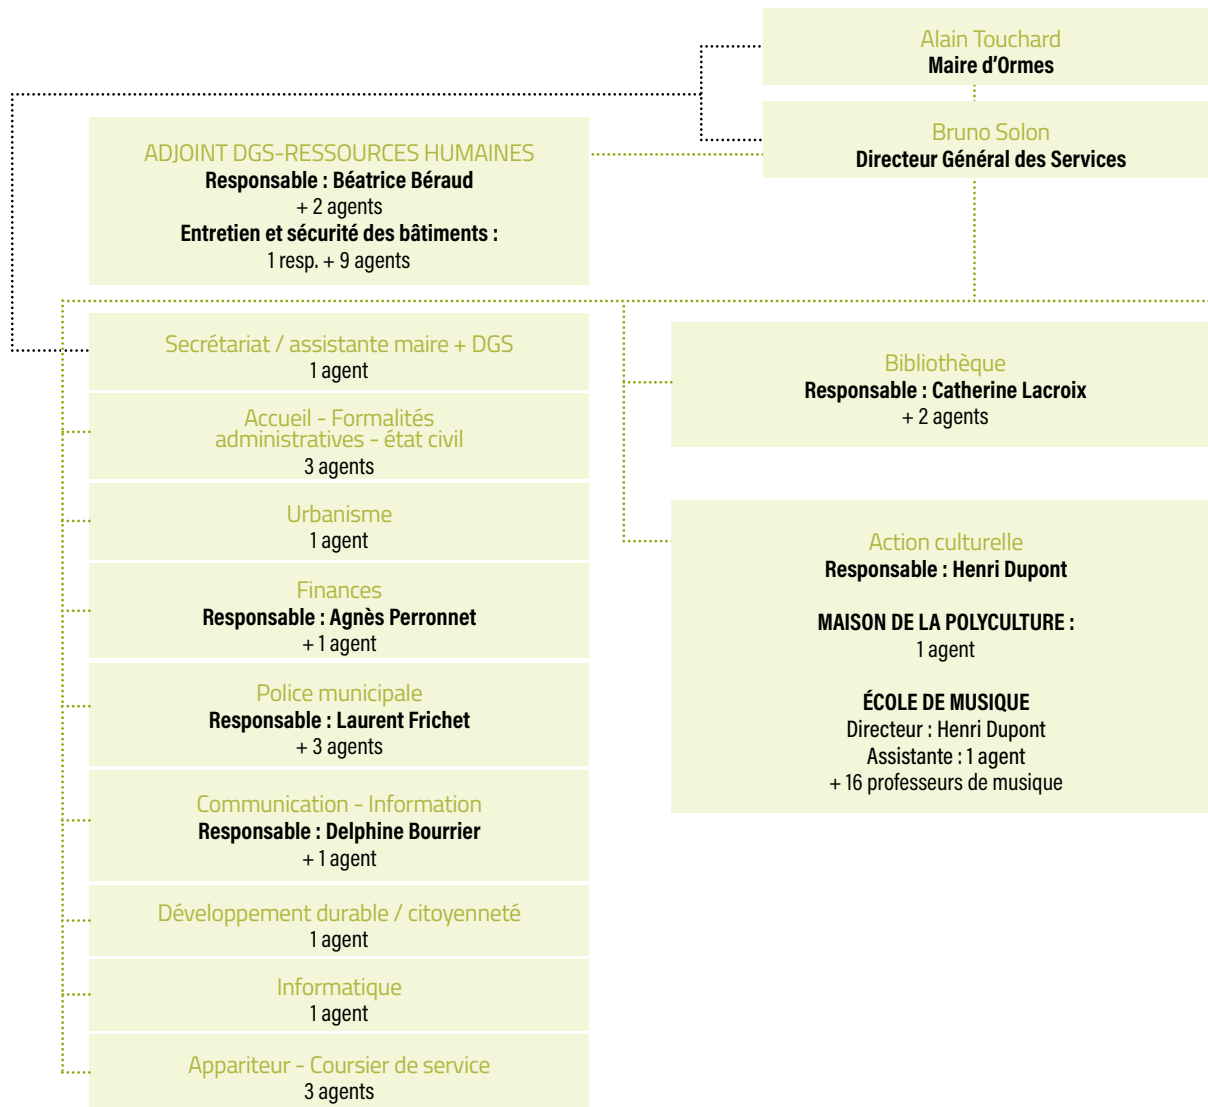 Alain Touchard
Maire d'Ormes
Bruno Solon
Directeur Général des Services
ADJOINT DGS-RESSOURCES HUMAINES
Responsable : Béatrice Béraud
+ 2 agents
Entretien et sécurité des bâtiments :
1 resp. + 9 agents
Secrétariat / assistante maire + DGS
1 agent
Accueil - Formalités
administratives - état civil
3 agents
Urbanisme
1 agent
Finances
Responsable : Agnès Perronnet
+ 1 agent
Police municipale
Responsable : Laurent Frichet
+ 3 agents
Communication - Information
Responsable : Delphine Bourrier
+ 1 agent
Développement durable / citoyenneté
1 agent
Informatique
1 agent
Appariteur - Coursier de service
3 agents
Bibliothèque
Responsable : Catherine Lacroix
+ 2 agents
Action culturelle
Responsable : Henri Dupont
MAISON DE LA POLYCULTURE :
1 agent
ÉCOLE DE MUSIQUE
Directeur : Henri Dupont
Assistante : 1 agent
+ 16 professeurs de musique